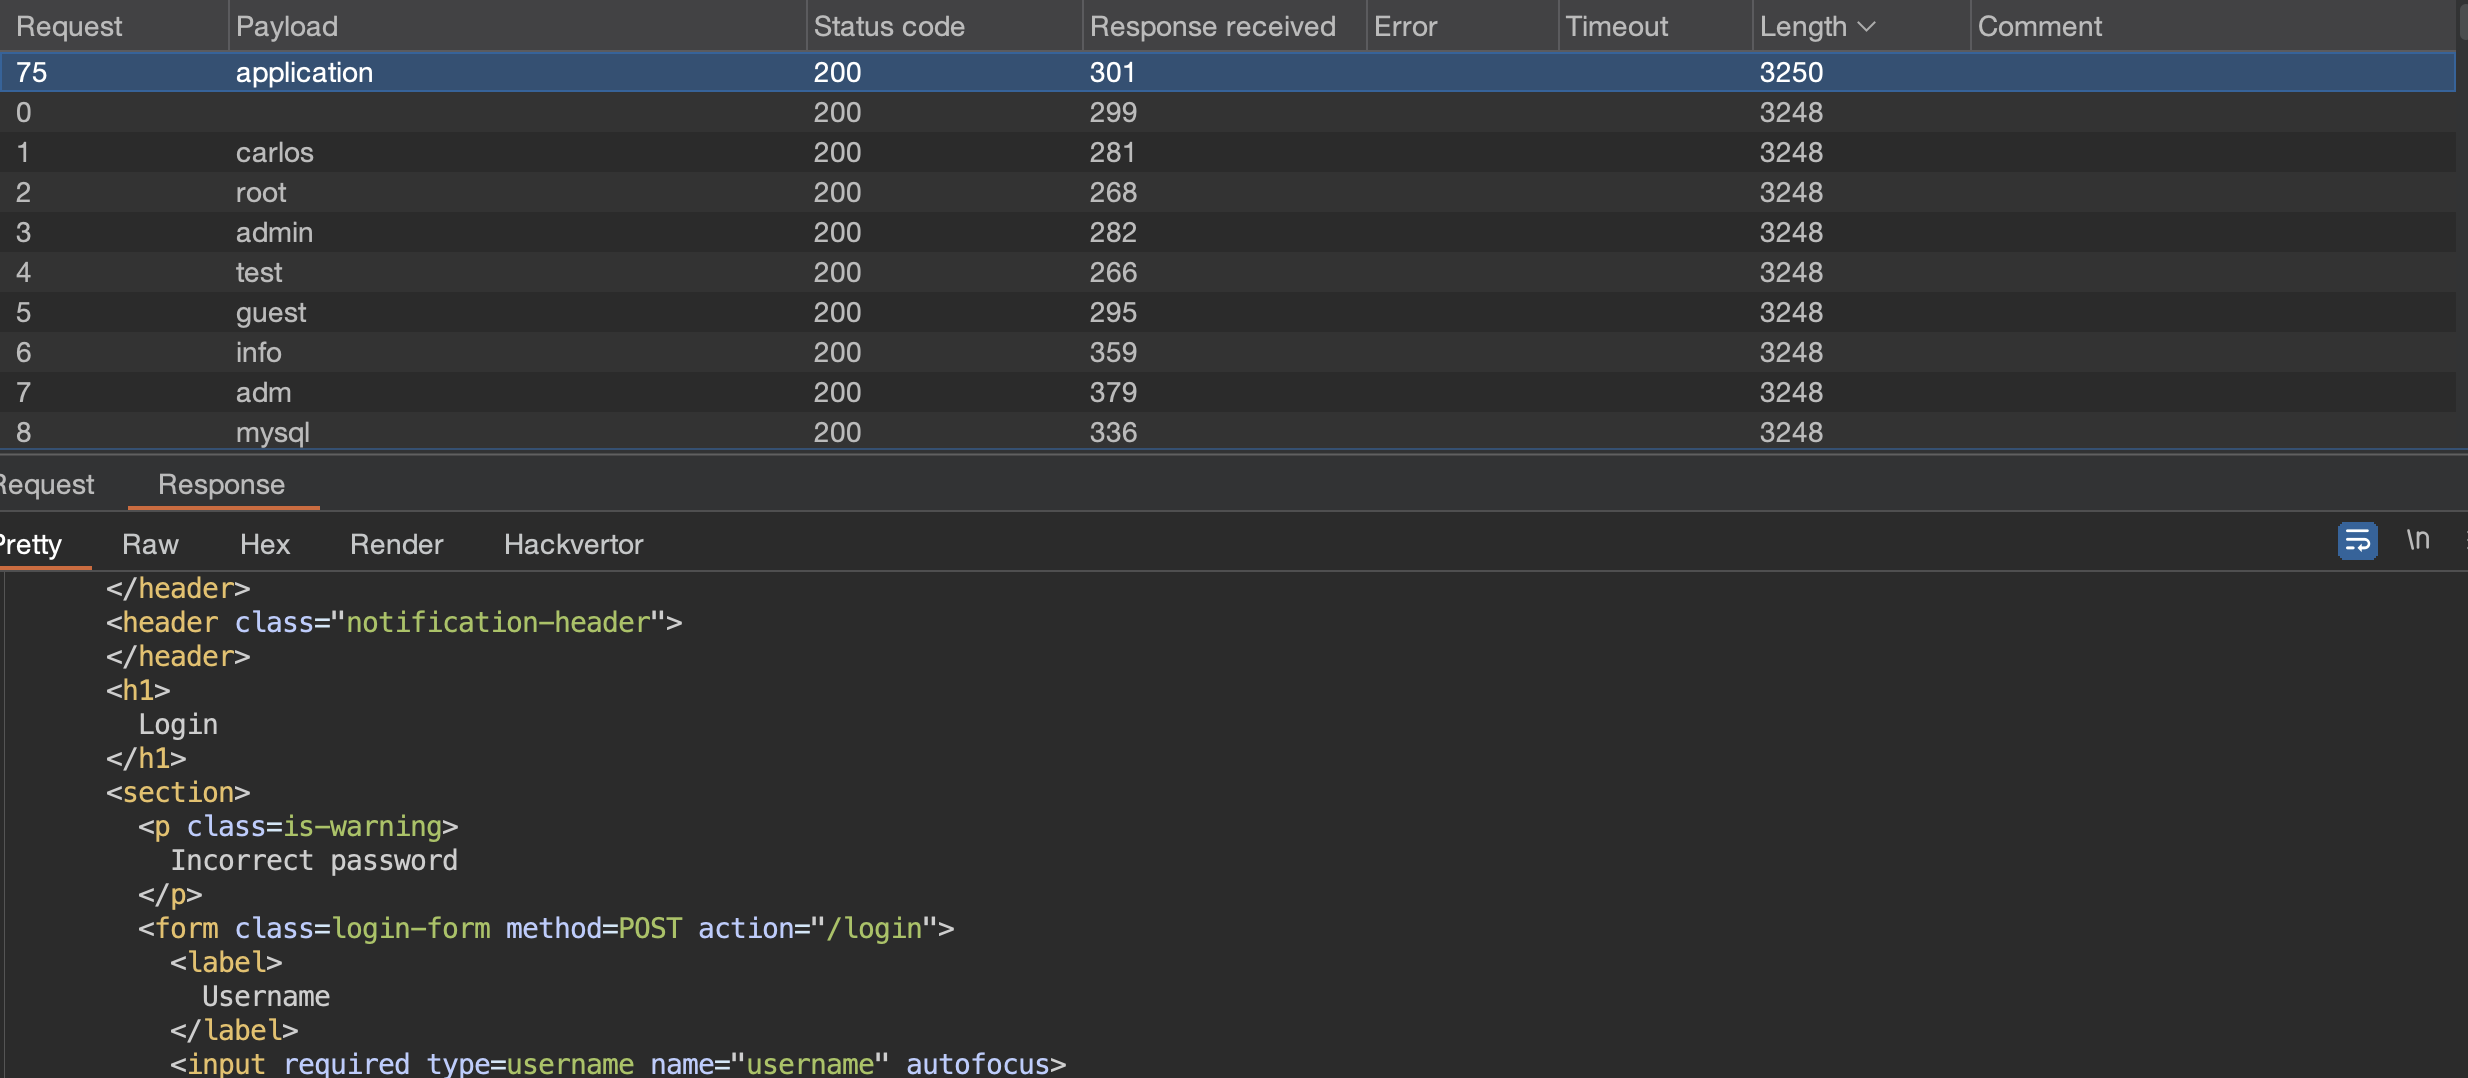 Request Payload Status code Response received Error Timeout Length Comment
75 application 200 301 3250
0 200 299 3248
1 carlos 200 281 3248
2 root 200 268 3248
3 admin 200 282 3248
4 test 200 266 3248
5 guest 200 295 3248
6 info 200 359 3248
7 adm 200 379 3248
8 mysql 200 336 3248
Request Response
Pretty Raw Hex Render Hackvertor \n
</header>
<header class="notification-header">
</header>
<h1>
Login
</h1>
<section>
<p class=is-warning>
Incorrect password
</p>
<form class=login-form method=POST action="/login">
<label>
Username
</label>
<input required type=username name="username" autofocus>